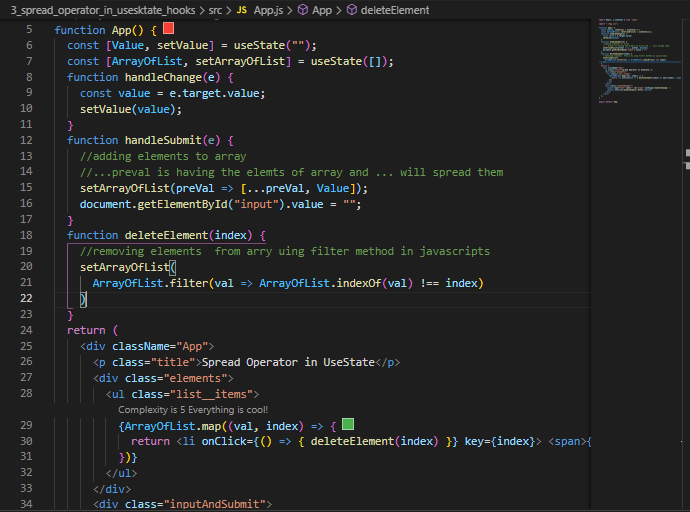 3_spread_operator_in_usesktate_hooks > src > JS App.js > App > deleteElement
5 function App() {
6 const [Value, setValue] = useState("");
7 const [ArrayOfList, setArrayOfList] = useState([]);
8 function handleChange(e) {
9 const value = e.target.value;
10 setValue(value);
11 }
12 function handleSubmit(e) {
13 //adding elements to array
14 //...preval is having the elemts of array and ... will spread them
15 setArrayOfList(preVal => [...preVal, Value]);
16 document.getElementById("input").value = "";
17 }
18 function deleteElement(index) {
19 //removing elements  from arry uing filter method in javascripts
20 setArrayOfList(
21 ArrayOfList.filter(val => ArrayOfList.indexOf(val) !== index)
22 )
23 }
24 return (
25 <div className="App">
26 <p class="title">Spread Operator in UseState</p>
27 <div class="elements">
28 <ul class="list__items">
Complexity is 5 Everything is cool!
29 {ArrayOfList.map((val, index) => {
30 return <li onClick={() => { deleteElement(index) }} key={index}> <span>{
31 })}
32 </ul>
33 </div>
34 <div class="inputAndSubmit">